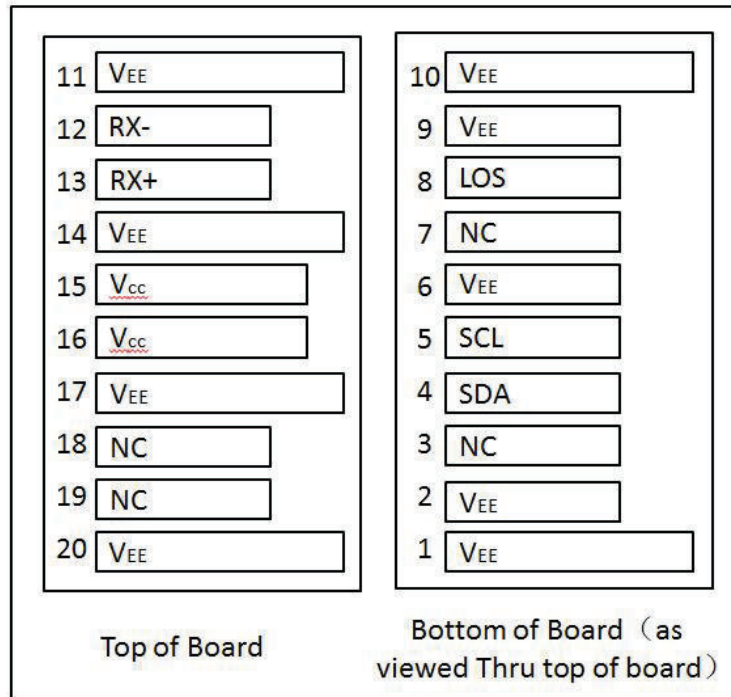 11 VEE
12 RX-
13 RX+
14 VEE
15 Vcc
16 Vcc
17 VEE
18 NC
19 NC
20 VEE
Top of Board
10 VEE
9 VEE
8 LOS
7 NC
6 VEE
5 SCL
4 SDA
3 NC
2 VEE
1 VEE
Bottom of Board（as
viewed Thru top of board）